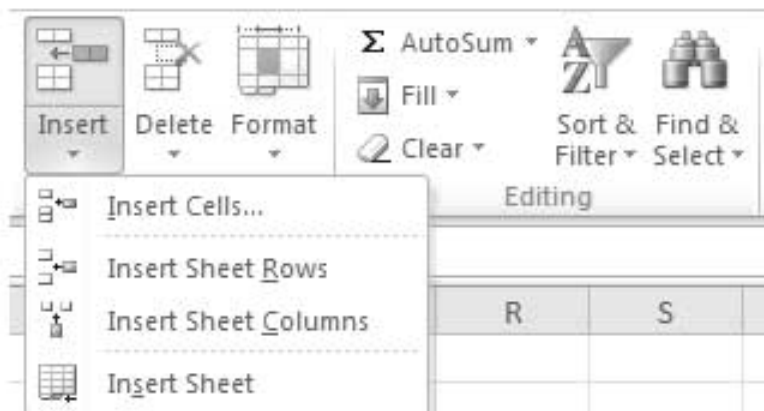 Insert Delete Format
Σ AutoSum
Fill
Clear
Sort & Filter
Find & Select
Editing
Insert Cells...
Insert Sheet Rows
Insert Sheet Columns
Insert Sheet
R S